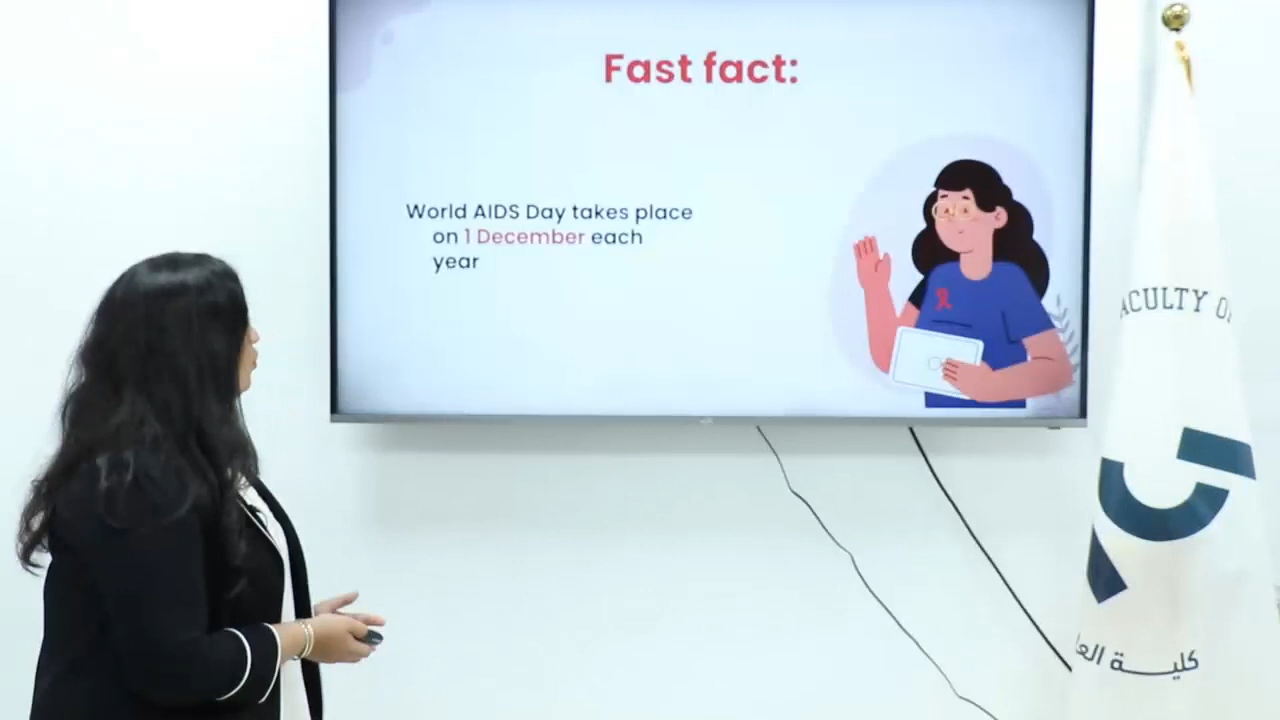 Fast fact:
World AIDS Day takes place
on 1 December each
year
ACULTY O
كليـــة